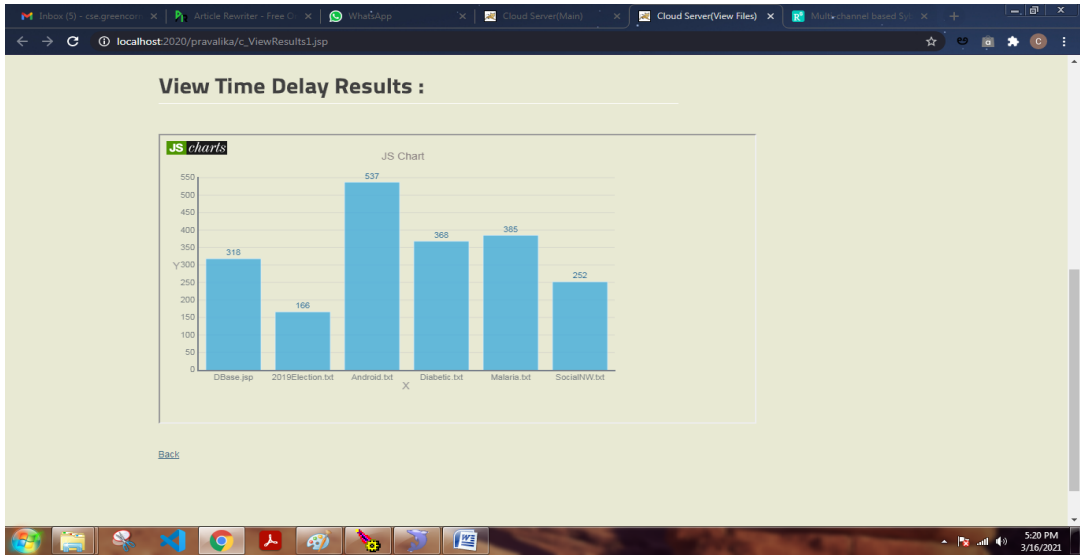 Inbox (5) - cse.greencor
Article Rewriter - Free O
WhatsApp
Cloud Server(Main)
Cloud Server(View Files)
Multi-channel based Sys
localhost:2020/pravalika/c_ViewResults1.jsp
C
View Time Delay Results :
JS charts
JS Chart
550
500
450
400
350
Y
300
250
200
150
100
50
0
318
166
537
368
385
252
DBase.jsp 2019Election.txt Android.txt Diabetic.txt Malaria.txt SocialNW.txt
X
Back
5:20 PM
3/16/2021